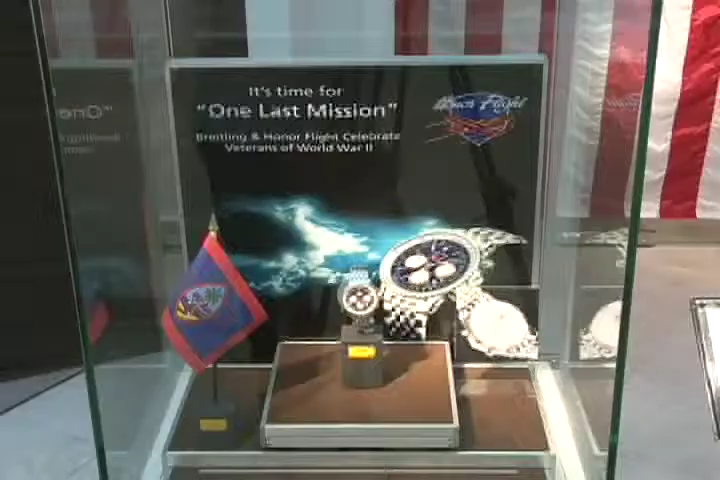 It's time for
"One Last Mission"
Honor Flight
Breitling & Honor Flight Celebrate
Veterans of World War II